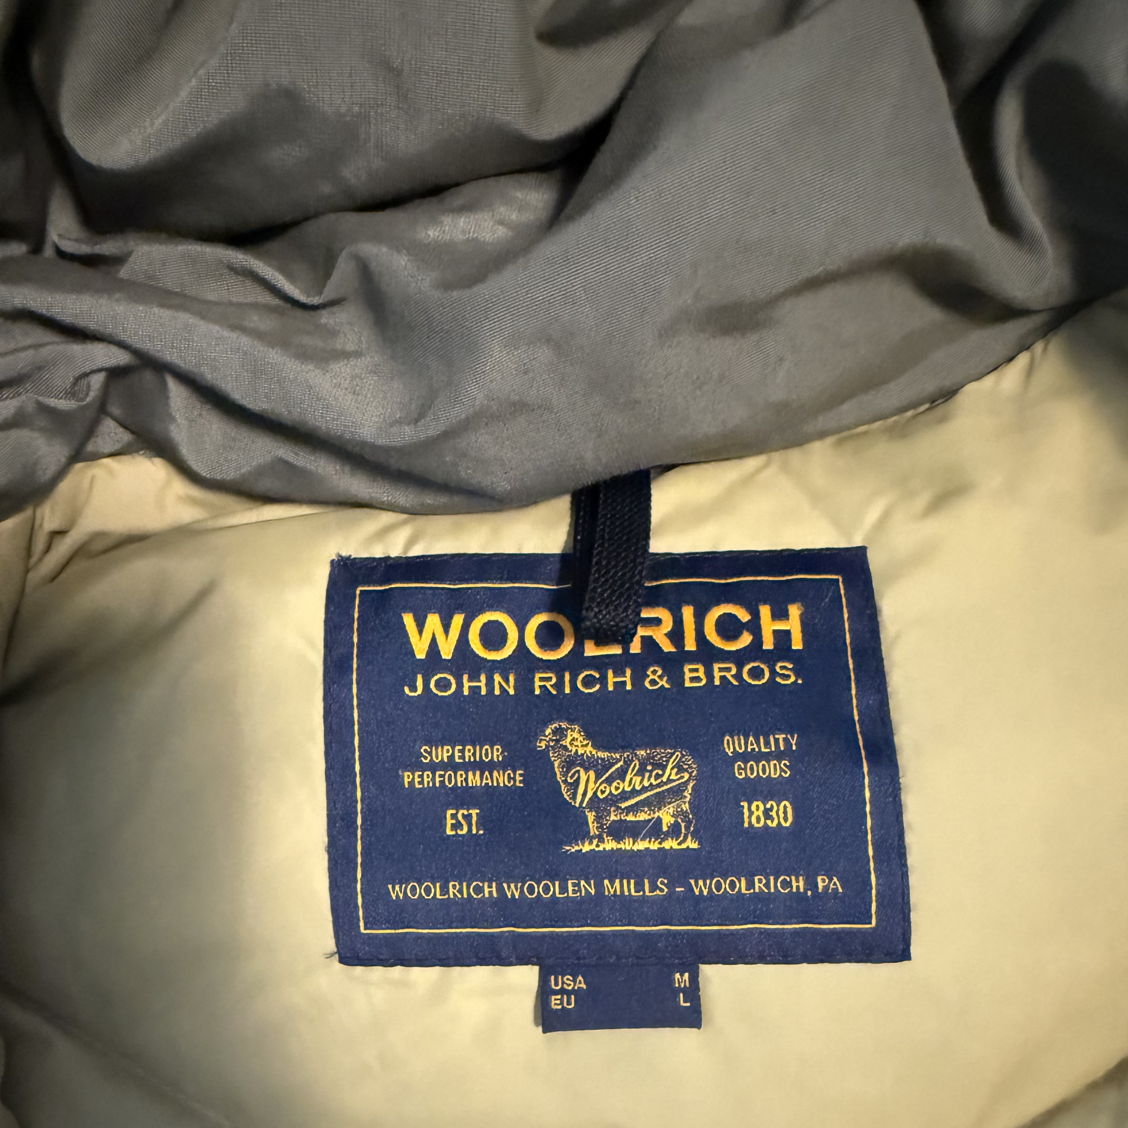 WOOLRICH
JOHN RICH & BROS.
SUPERIOR
PERFORMANCE
EST.
Woolrich
QUALITY
GOODS
1830
WOOLRICH WOOLEN MILLS - WOOLRICH, PA
USA M
EU L